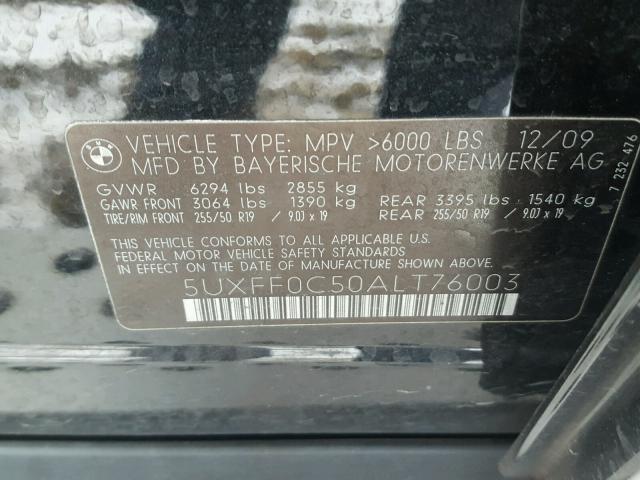 BMW
VEHICLE TYPE: MPV >6000 LBS 12/09
MFD BY BAYERISCHE MOTORENWERKE AG
GVWR 6294 lbs 2855 kg
GAWR FRONT 3064 lbs 1390 kg REAR 3395 lbs 1540 kg
TIRE/RIM FRONT 255/50 R19 / 9.0J x 19 REAR 255/50 R19 / 9.0J x 19
THIS VEHICLE CONFORMS TO ALL APPLICABLE U.S.
FEDERAL MOTOR VEHICLE SAFETY STANDARDS IN EFFECT
ON THE DATE OF MANUFACTURE SHOWN ABOVE.
5UXFF0C50ALT76003
7 232 476